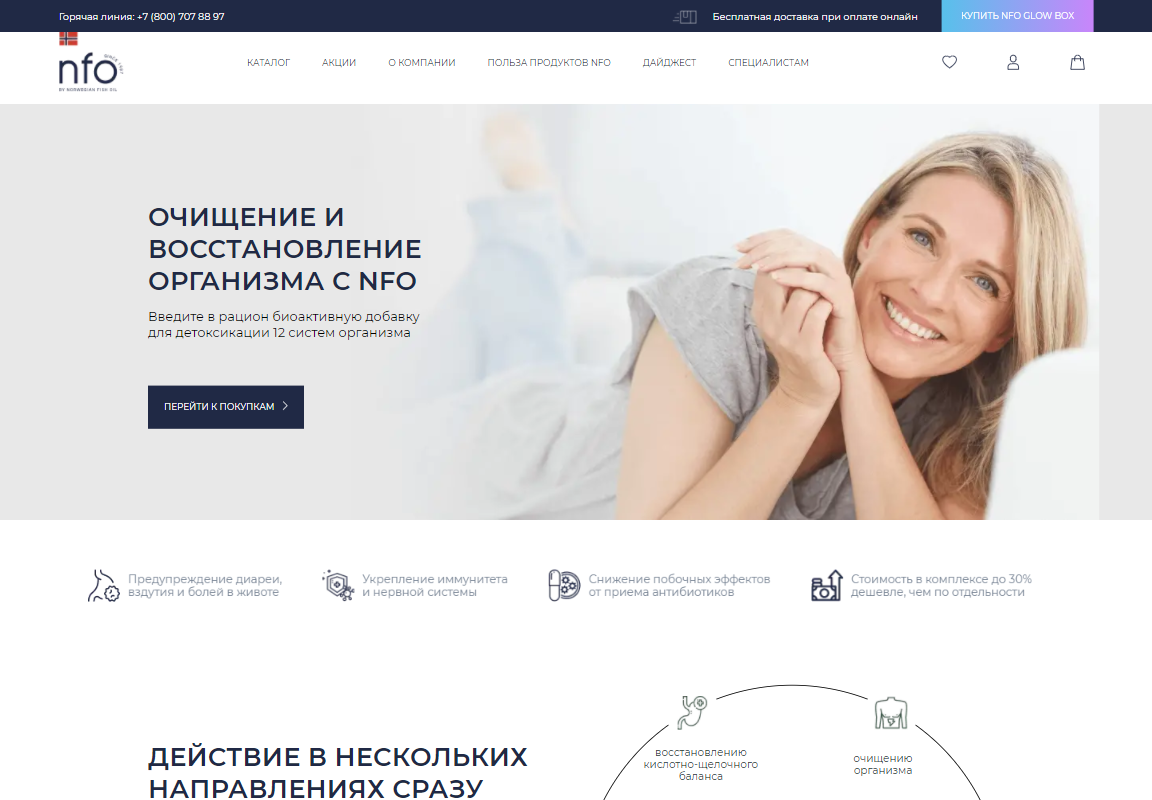 Горячая линия: +7 (800) 707 88 97
Бесплатная доставка при оплате онлайн
КУПИТЬ NFO GLOW BOX
nfo
BY NORWEGIAN FISH OIL
КАТАЛОГ
АКЦИИ
О КОМПАНИИ
ПОЛЬЗА ПРОДУКТОВ NFO
ДАЙДЖЕСТ
СПЕЦИАЛИСТАМ
ОЧИЩЕНИЕ И
ВОССТАНОВЛЕНИЕ
ОРГАНИЗМА С NFO
Введите в рацион биоактивную добавку
для детоксикации 12 систем организма
ПЕРЕЙТИ К ПОКУПКАМ
Предупреждение диареи,
вздутия и болей в животе
Укрепление иммунитета
и нервной системы
Снижение побочных эффектов
от приема антибиотиков
Стоимость в комплексе до 30%
дешевле, чем по отдельности
ДЕЙСТВИЕ В НЕСКОЛЬКИХ
НАПРАВЛЕНИЯХ СРАЗУ
восстановлению
кислотно-щелочного
баланса
очищению
организма